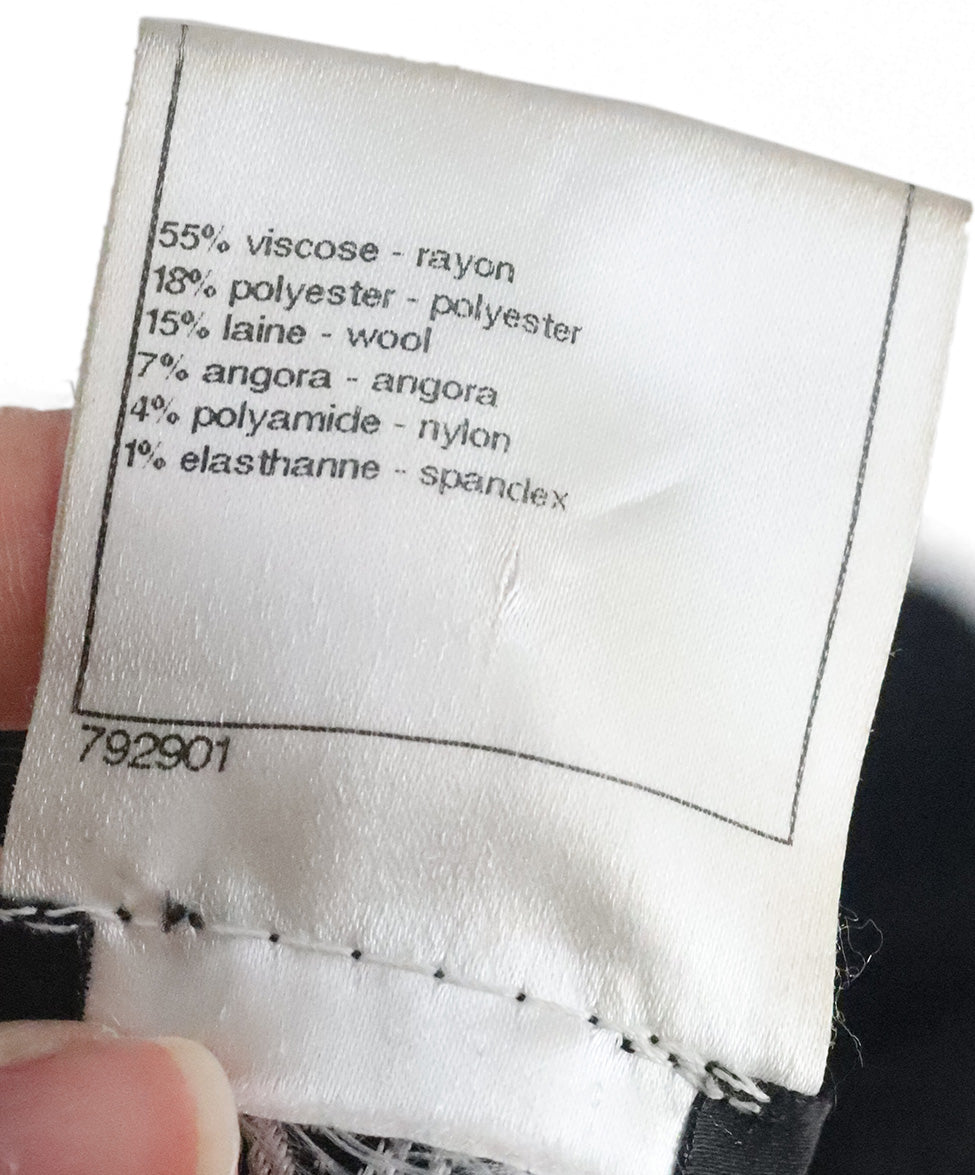 55% viscose - rayon
18% polyester - polyester
15% laine - wool
7% angora - angora
4% polyamide - nylon
1% elasthanne - spandex
792901